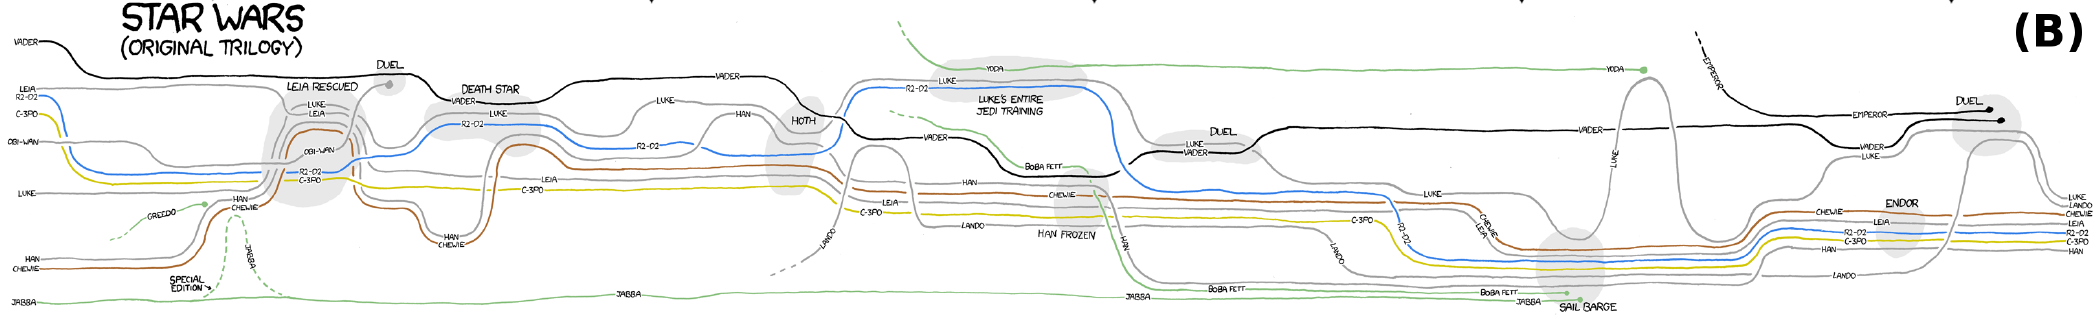 STAR WARS
(ORIGINAL TRILOGY)
(B)
VADER
LEIA
R2-D2
C-3PO
OBI-WAN
LUKE
HAN
CHEWIE
JABBA
GREEDO
SPECIAL
EDITION
JABBA
HAN
CHEWIE
LEIA RESCUED
LUKE
LEIA
OBI-WAN
R2-D2
C-3PO
DUEL
DEATH STAR
VADER
LUKE
R2-D2
HAN
CHEWIE
LEIA
C-3PO
JABBA
LUKE
R2-D2
VADER
HAN
HOTH
LANDO
YODA
LUKE
R2-D2
LUKE'S ENTIRE
JEDI TRAINING
VADER
BOBA FETT
HAN
CHEWIE
LEIA
C-3PO
LANDO
HAN FROZEN
HAN
JABBA
DUEL
LUKE
VADER
BOBA FETT
LANDO
C-3PO
R2-D2
LUKE
CHEWIE
LEIA
BOBA FETT
JABBA
SAIL BARGE
YODA
VADER
LUKE
EMPEROR
EMPEROR
DUEL
VADER
LUKE
CHEWIE
ENDOR
LEIA
R2-D2
C-3PO
HAN
LANDO
LUKE
LANDO
CHEWIE
LEIA
R2-D2
C-3PO
HAN